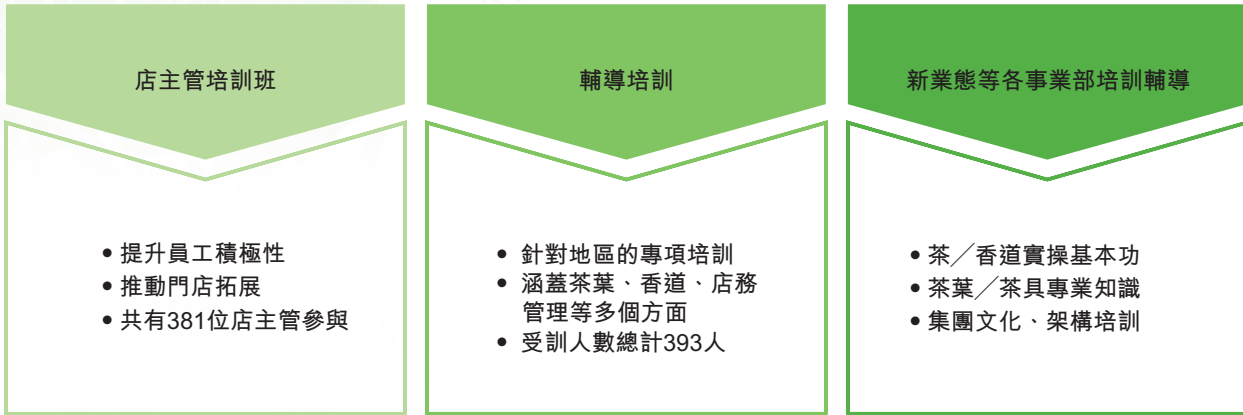 店主管培訓班
• 提升員工積極性
• 推動門店拓展
• 共有381位店主管參與
輔導培訓
• 針對地區的專項培訓
• 涵蓋茶葉、香道、店務
管理等多個方面
• 受訓人數總計393人
新業態等各事業部培訓輔導
• 茶╱香道實操基本功
• 茶葉╱茶具專業知識
• 集團文化、架構培訓